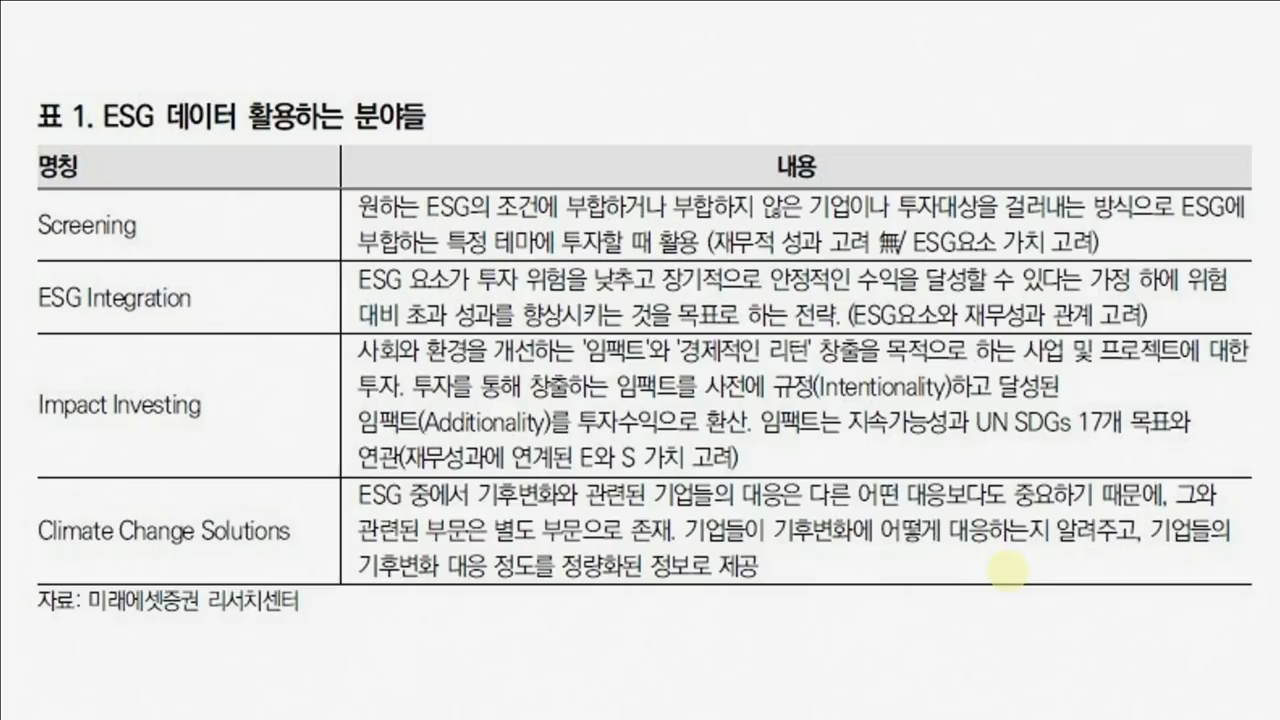 표 1. ESG 데이터 활용하는 분야들
명칭
내용
Screening
원하는 ESG의 조건에 부합하거나 부합하지 않은 기업이나 투자대상을 걸러내는 방식으로 ESG에
부합하는 특정 테마에 투자할 때 활용 (재무적 성과 고려 無/ ESG요소 가치 고려)
ESG Integration
ESG 요소가 투자 위험을 낮추고 장기적으로 안정적인 수익을 달성할 수 있다는 가정 하에 위험
대비 초과 성과를 향상시키는 것을 목표로 하는 전략. (ESG요소와 재무성과 관계 고려)
Impact Investing
사회와 환경을 개선하는 '임팩트'와 '경제적인 리턴' 창출을 목적으로 하는 사업 및 프로젝트에 대한
투자. 투자를 통해 창출하는 임팩트를 사전에 규정(Intentionality)하고 달성된
임팩트(Additionality)를 투자수익으로 환산. 임팩트는 지속가능성과 UN SDGs 17개 목표와
연관(재무성과에 연계된 E와 S 가치 고려)
Climate Change Solutions
ESG 중에서 기후변화와 관련된 기업들의 대응은 다른 어떤 대응보다도 중요하기 때문에, 그와
관련된 부문은 별도 부문으로 존재. 기업들이 기후변화에 어떻게 대응하는지 알려주고, 기업들의
기후변화 대응 정도를 정량화된 정보로 제공
자료: 미래에셋증권 리서치센터